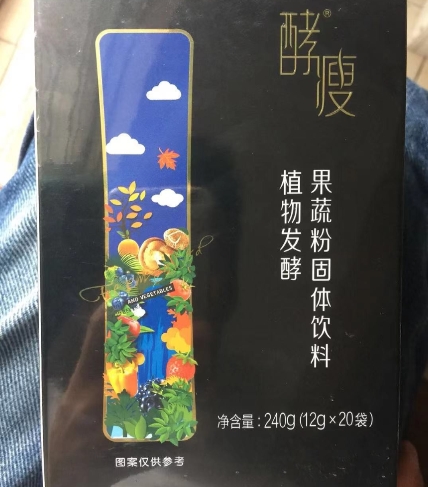 酵瘦®
果蔬粉固体饮料
植物发酵
AND VEGETABLES
净含量：240g(12g×20袋)
图案仅供参考